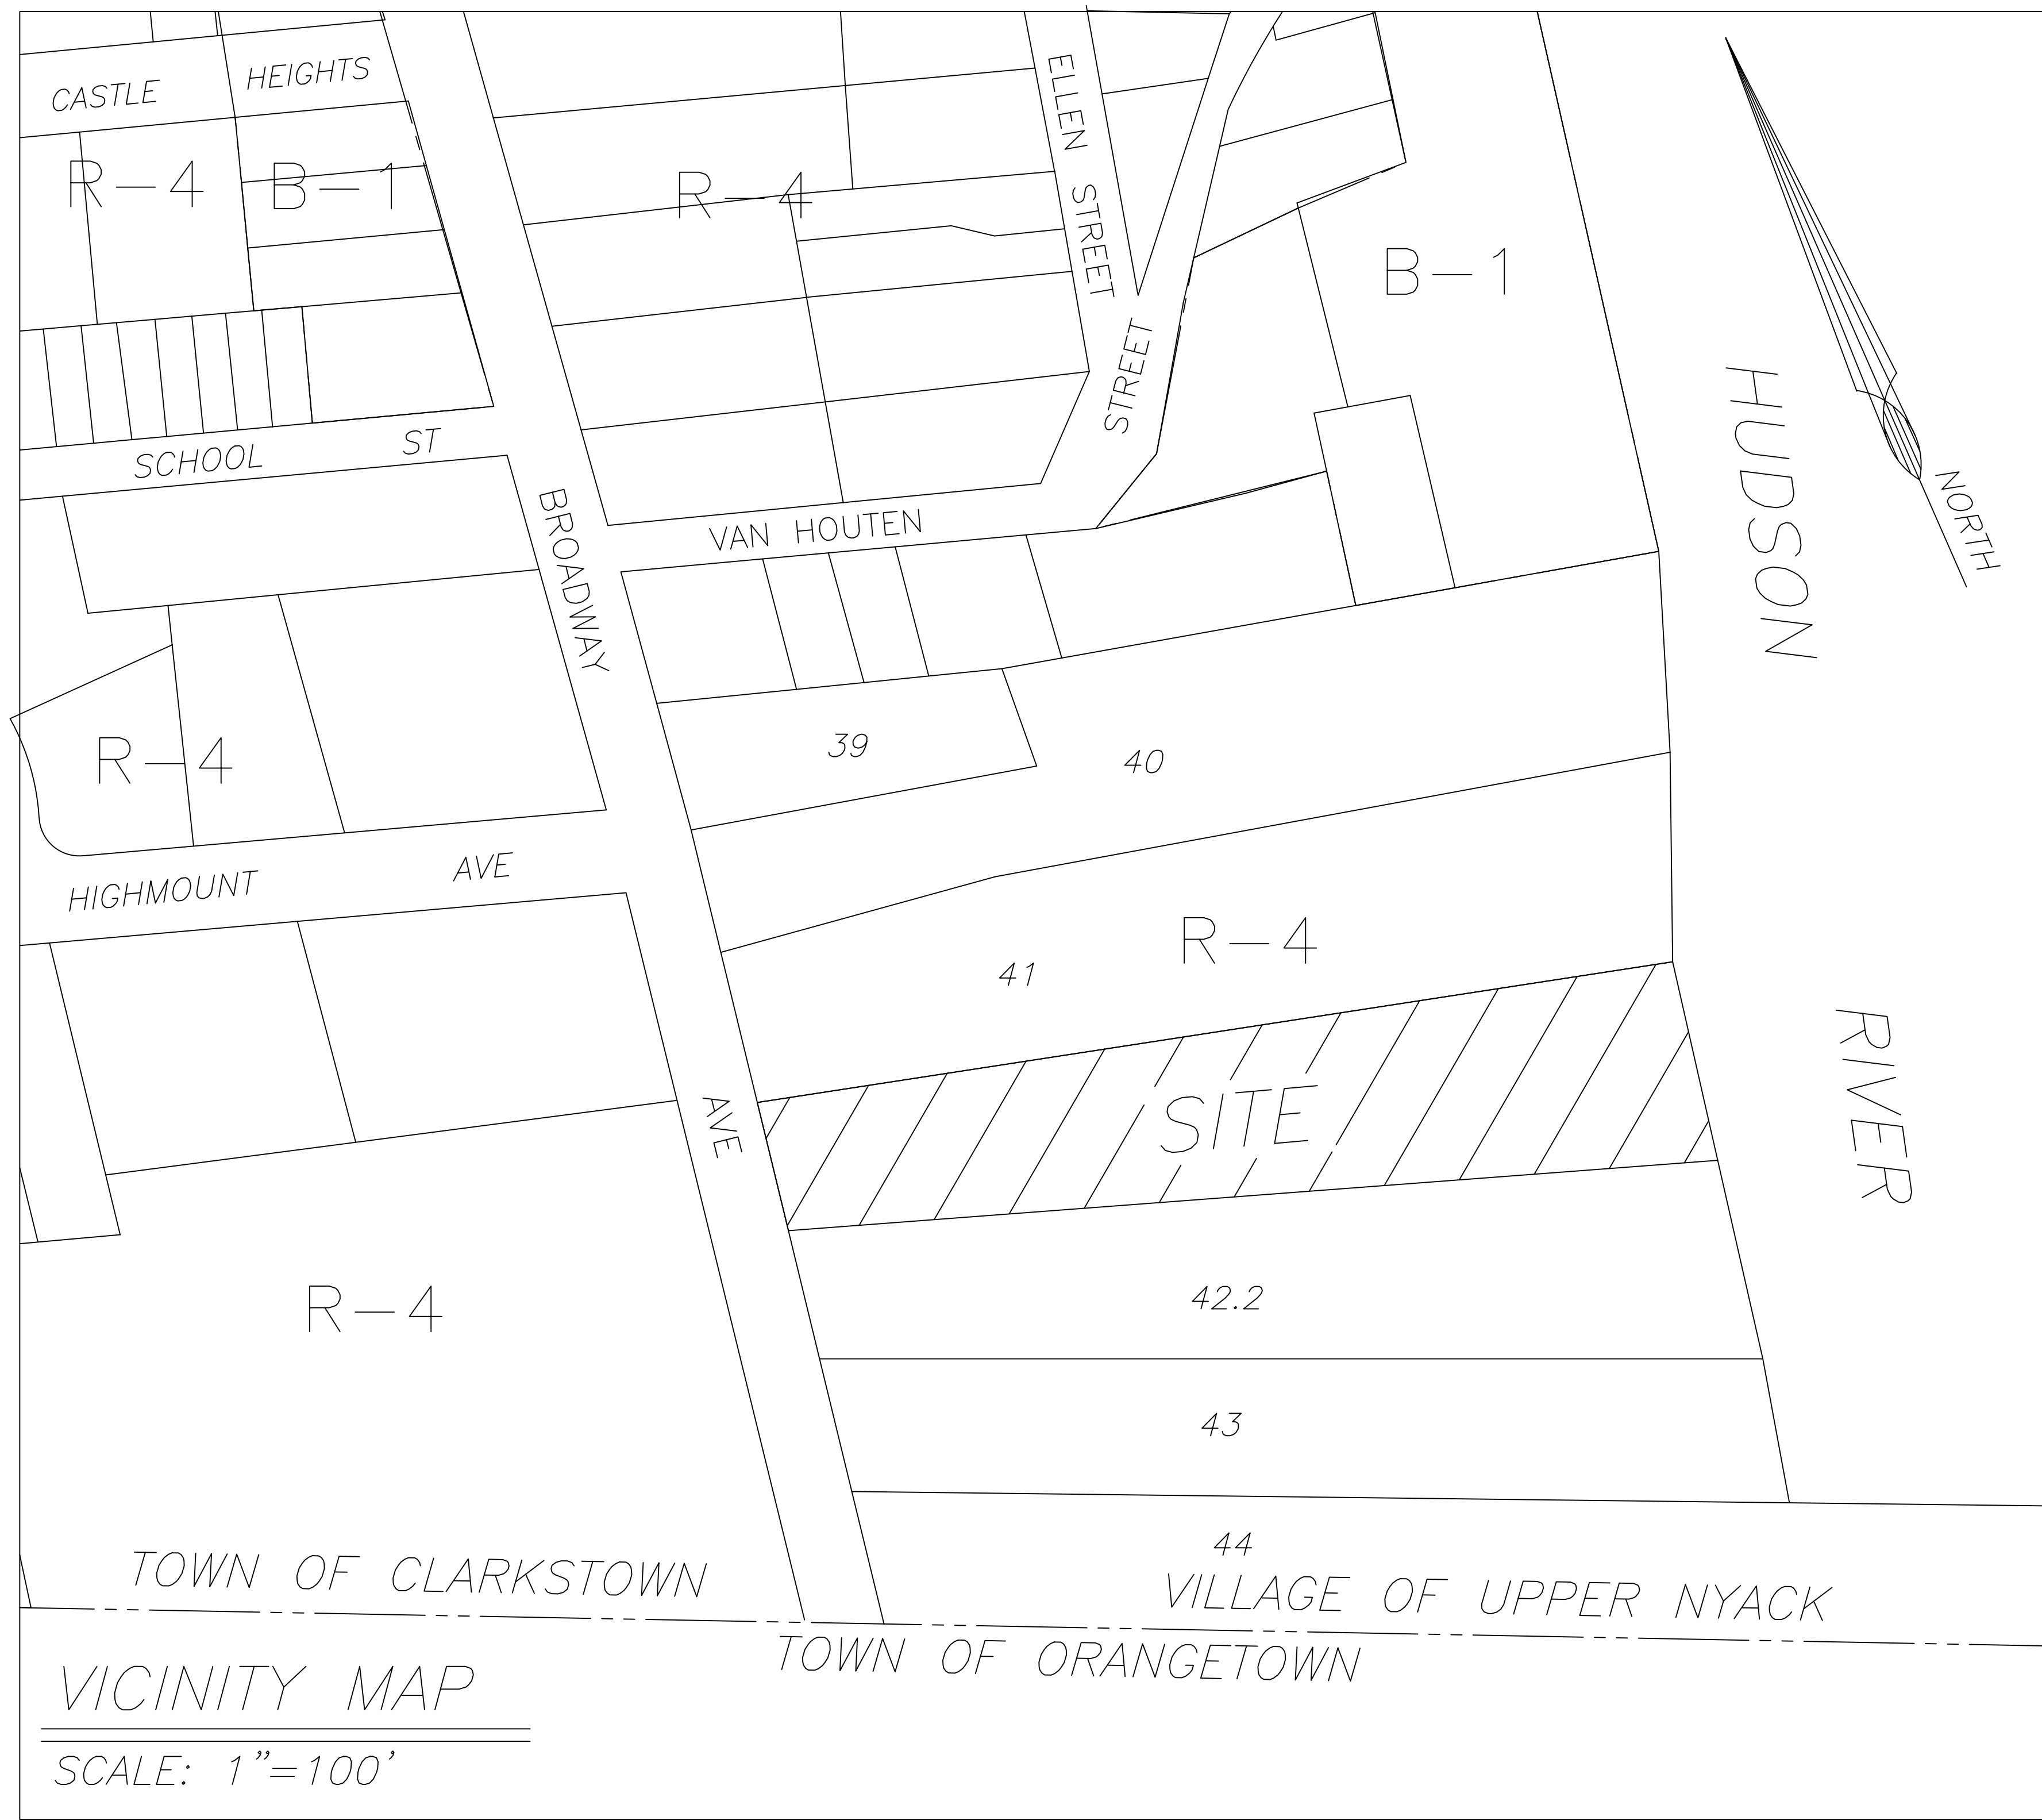 CASTLE HEIGHTS
ELLEN STREET
R-4
B-1
R-4
B-1
STREET
SCHOOL ST
HUDSON
NORTH
BROADWAY
VAN HOUTEN
R-4
39
40
HIGHMOUNT AVE
R-4
41
RIVER
AVE
SITE
R-4
42.2
43
44
TOWN OF CLARKSTOWN
VILLAGE OF UPPER NYACK
TOWN OF ORANGETOWN
VICINITY MAP
SCALE: 1"=100'